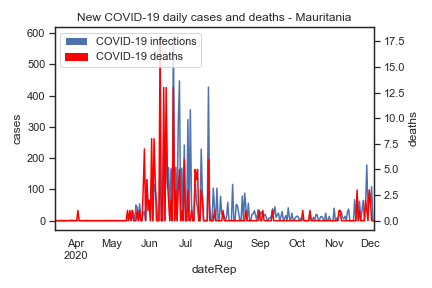 New COVID-19 daily cases and deaths - Mauritania
COVID-19 infections
COVID-19 deaths
600
500
400
300
200
100
0
cases
17.5
15.0
12.5
10.0
7.5
5.0
2.5
0.0
deaths
Apr May Jun Jul Aug Sep Oct Nov Dec
2020
dateRep